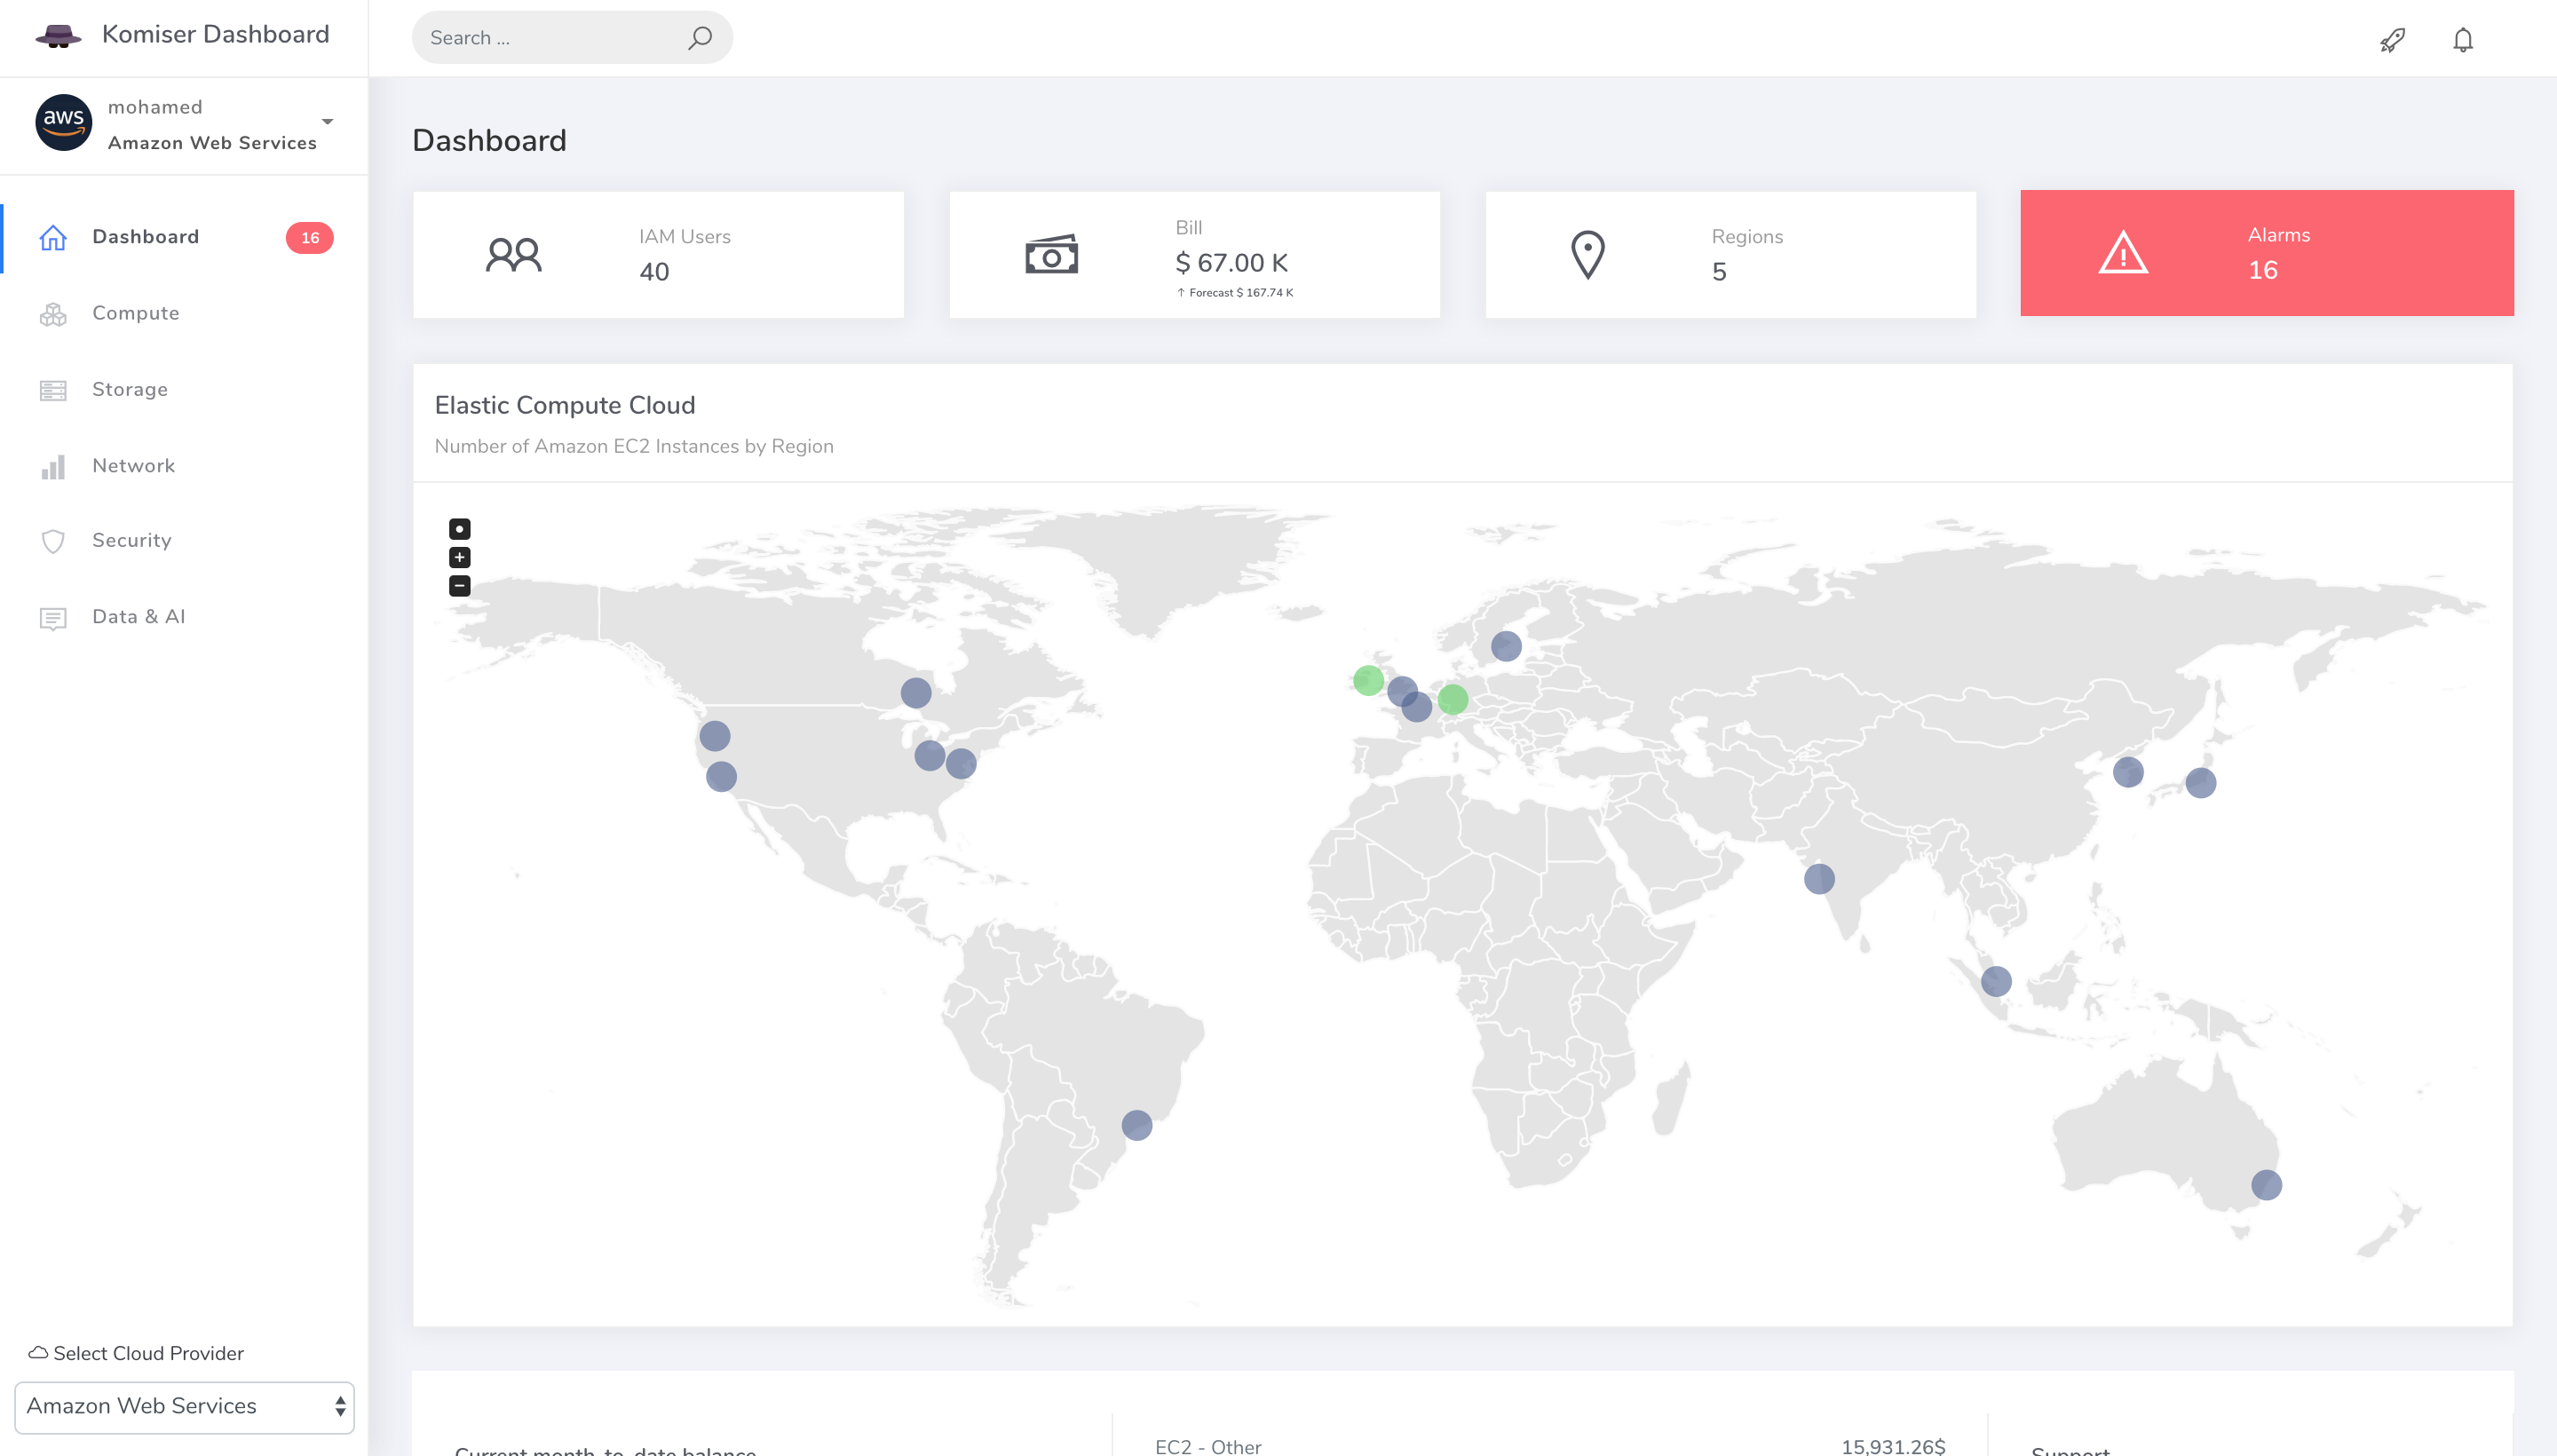 Komiser Dashboard
Search ...
aws
mohamed
Amazon Web Services
Dashboard
16
Compute
Storage
Network
Security
Data & AI
Select Cloud Provider
Amazon Web Services
Dashboard
IAM Users
40
Bill
$ 67.00 K
↑ Forecast $ 167.74 K
Regions
5
Alarms
16
Elastic Compute Cloud
Number of Amazon EC2 Instances by Region
+
−
Current month-to-date balance
EC2 - Other
15,931.26$
Support